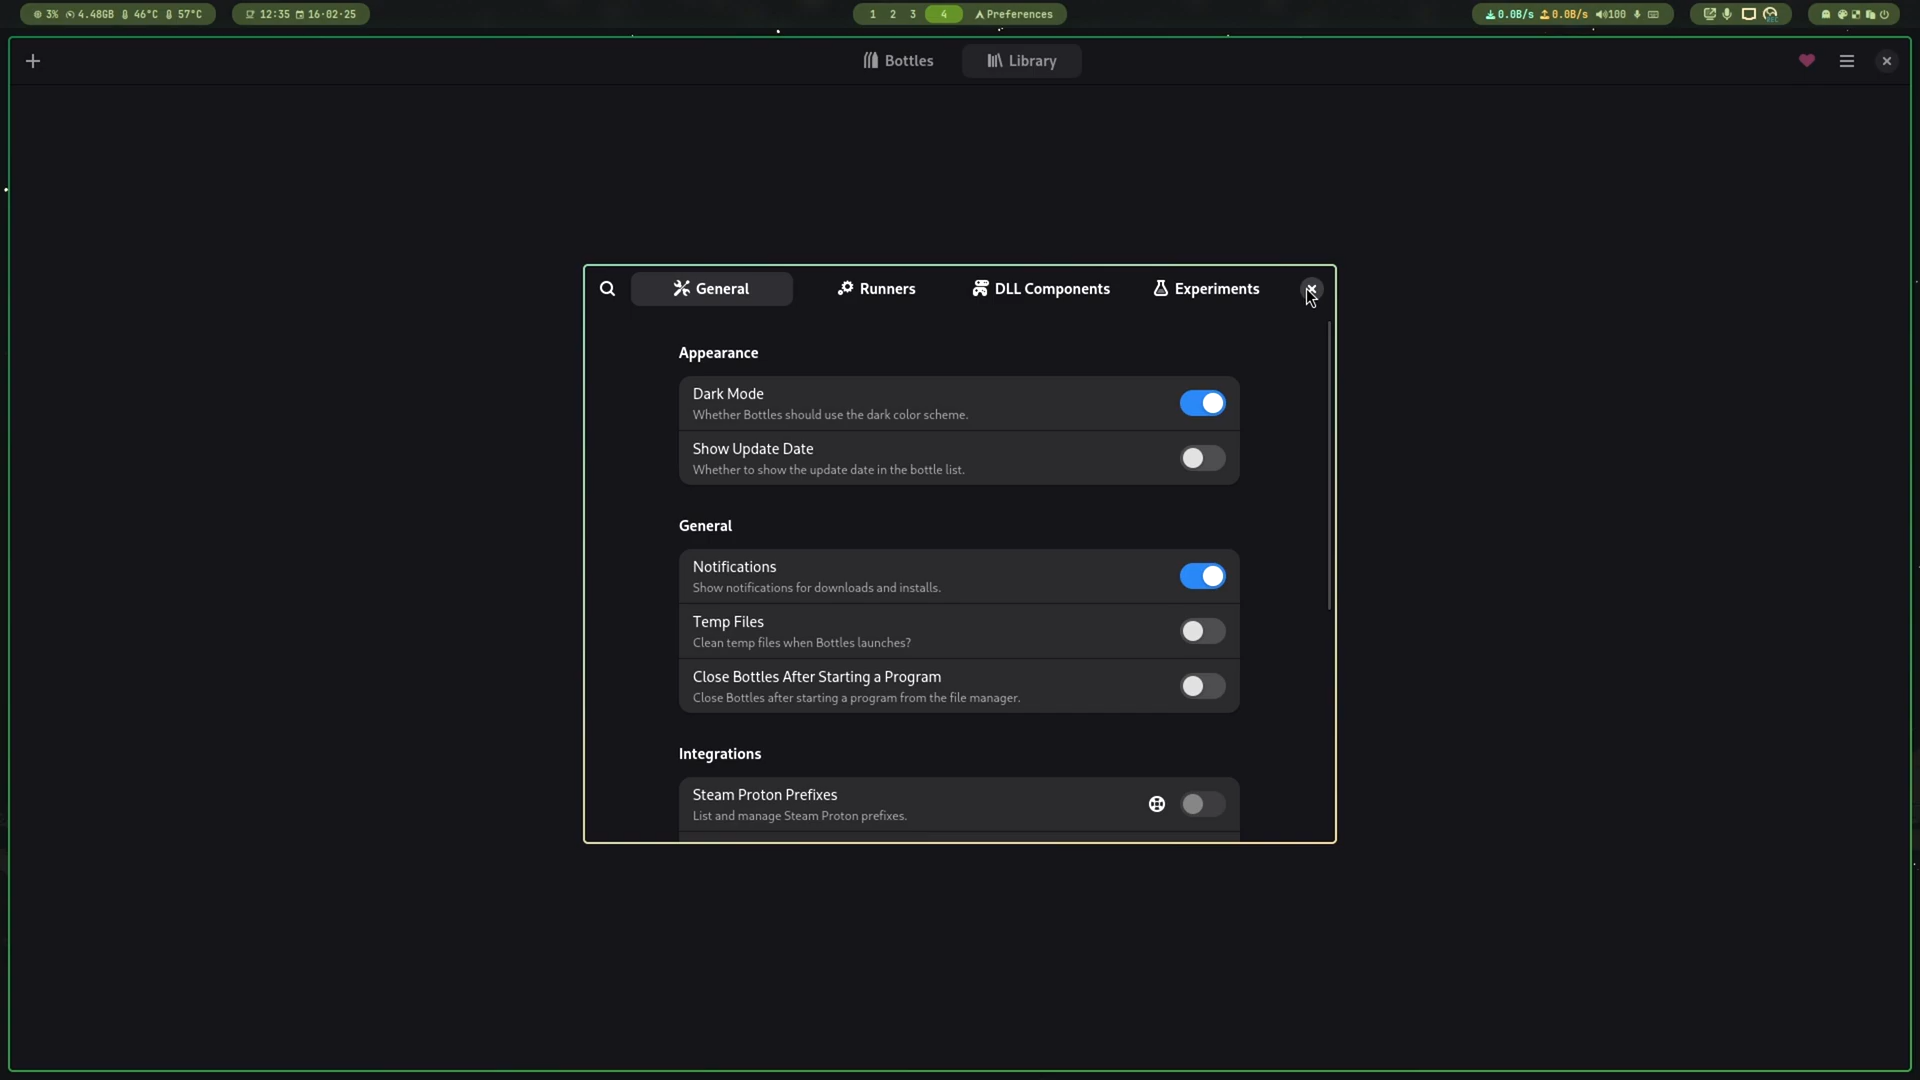 3% 4.48GB 46°C 57°C
12:35 16·02·25
1 2 3 4 Preferences
0.0B/s 0.0B/s 100
Bottles Library
General Runners DLL Components Experiments
Appearance
Dark Mode
Whether Bottles should use the dark color scheme.
Show Update Date
Whether to show the update date in the bottle list.
General
Notifications
Show notifications for downloads and installs.
Temp Files
Clean temp files when Bottles launches?
Close Bottles After Starting a Program
Close Bottles after starting a program from the file manager.
Integrations
Steam Proton Prefixes
List and manage Steam Proton prefixes.